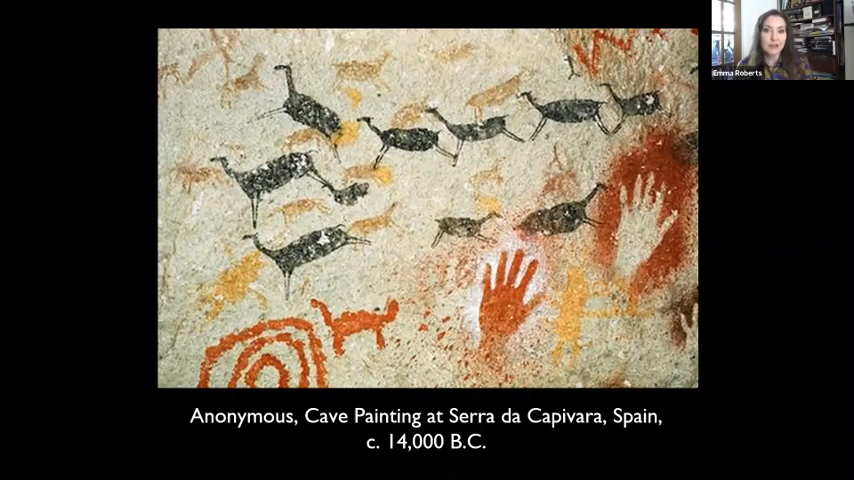 Emma Roberts
Anonymous, Cave Painting at Serra da Capivara, Spain,
c. 14,000 B.C.